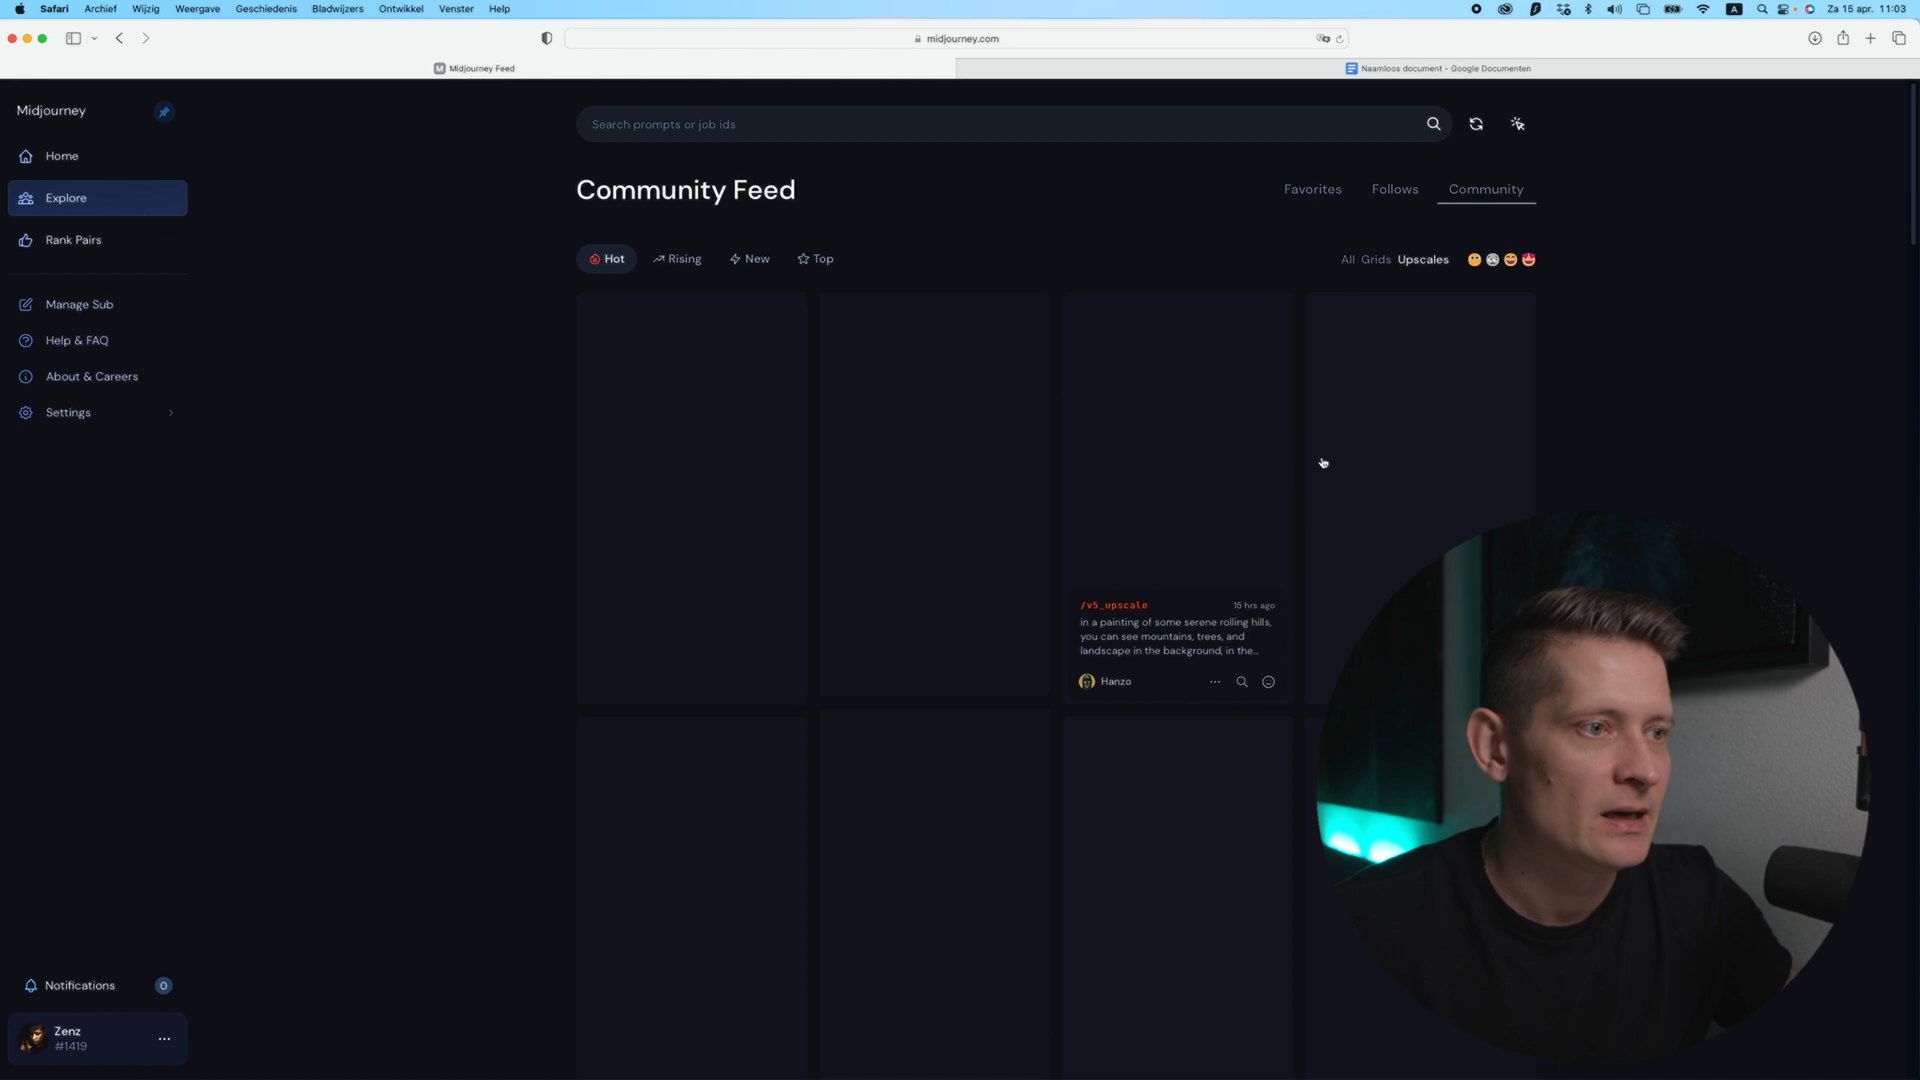 Safari Archief Wijzig Weergave Geschiedenis Bladwijzers Ontwikkel Venster Help
A Za 15 apr. 11:03
midjourney.com
M Midjourney Feed
Naamloos document - Google Documenten
Midjourney
Home
Explore
Rank Pairs
Manage Sub
Help & FAQ
About & Careers
Settings
Notifications 0
Zenz ...
#1419
Search prompts or job ids
Community Feed
Favorites Follows Community
Hot Rising New Top
All Grids Upscales
/v5_upscale 15 hrs ago
in a painting of some serene rolling hills,
you can see mountains, trees, and
landscape in the background, in the...
Hanzo ...